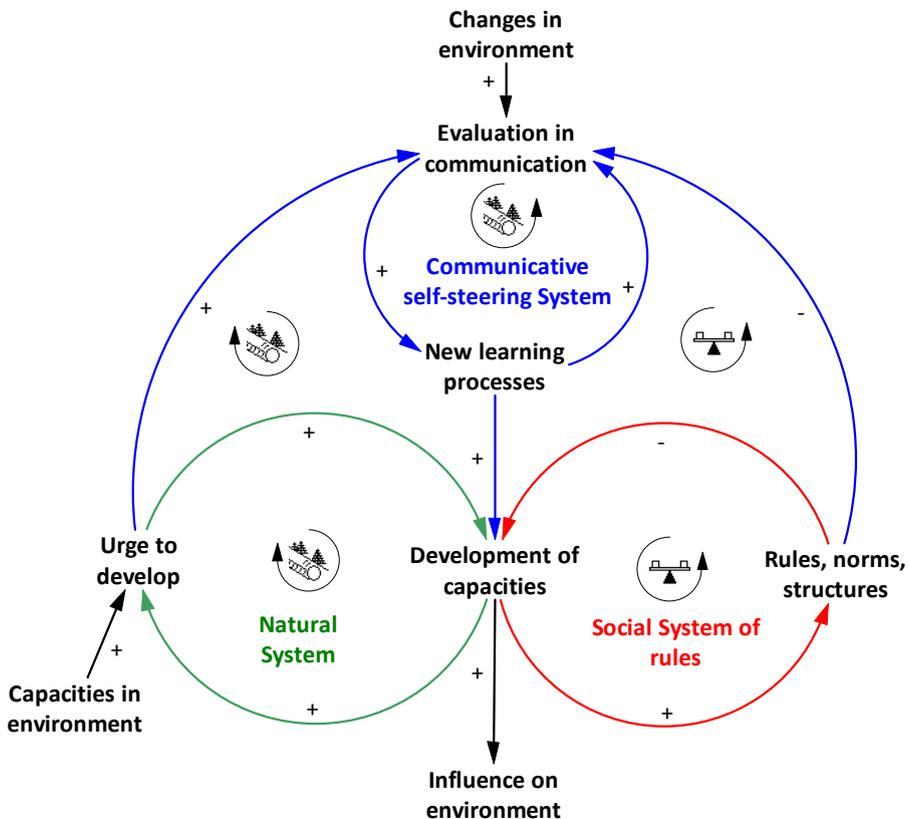 Changes in
environment
+
Evaluation in
communication
Communicative
self-steering System
+
+
+
-
New learning
processes
+
+
-
Urge to
develop
Development of
capacities
Rules, norms,
structures
Natural
System
Social System of
rules
+
+
+
+
Capacities in
environment
Influence on
environment